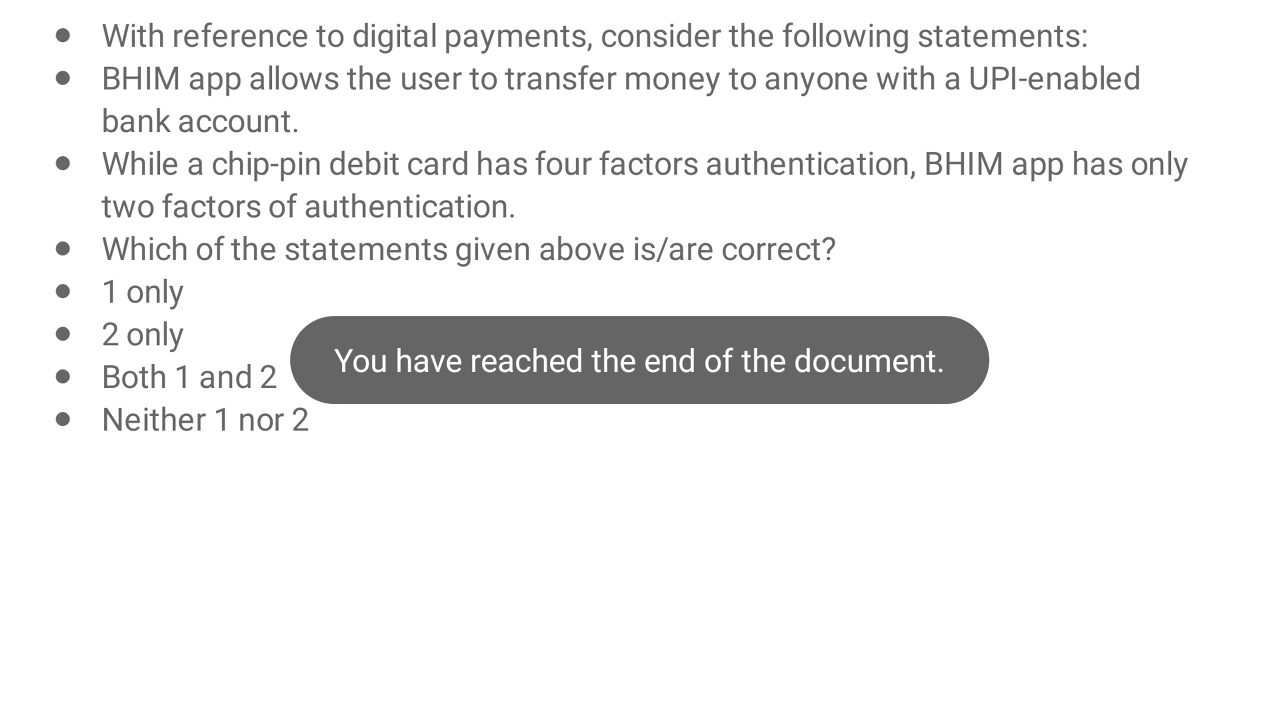 With reference to digital payments, consider the following statements:
BHIM app allows the user to transfer money to anyone with a UPI-enabled
bank account.
While a chip-pin debit card has four factors authentication, BHIM app has only
two factors of authentication.
Which of the statements given above is/are correct?
1 only
2 only
Both 1 and 2
You have reached the end of the document.
Neither 1 nor 2